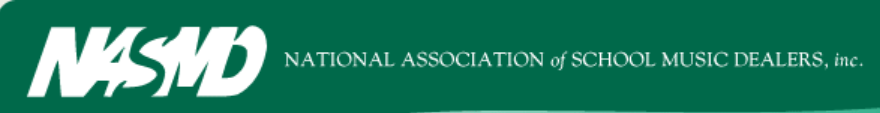 NASMD NATIONAL ASSOCIATION of SCHOOL MUSIC DEALERS, inc.